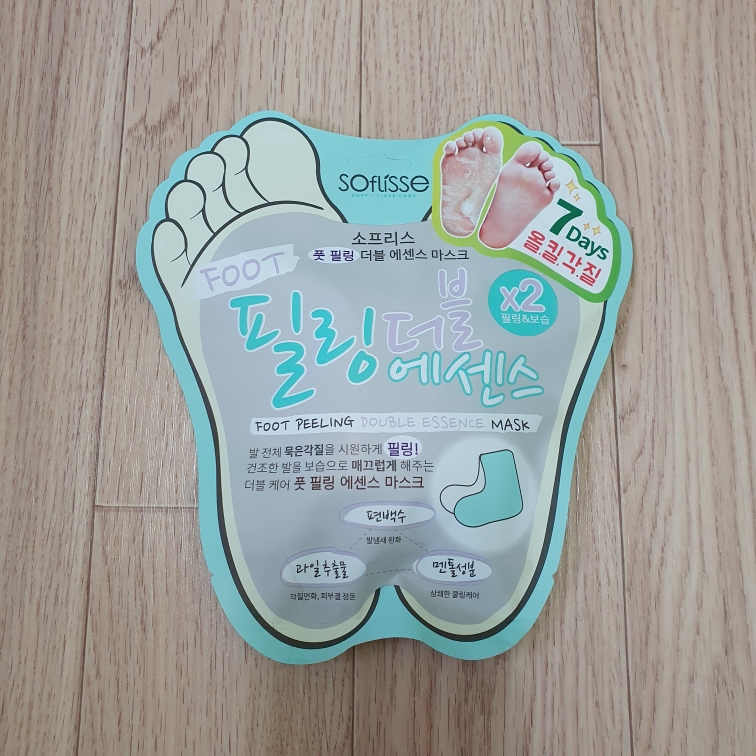 soflisse
소프리스
풋 필링 더블 에센스 마스크
7 Days
올.킬.각.질
FOOT
필링 더블
에센스
x2
필링&보습
FOOT PEELING DOUBLE ESSENCE MASK
발 전체 묵은각질을 시원하게 필링!
건조한 발을 보습으로 매끄럽게 해주는
더블 케어 풋 필링 에센스 마스크
편백수
발냄새 완화
과일추출물
각질연화, 피부결 정돈
멘톨성분
상쾌한 쿨링케어